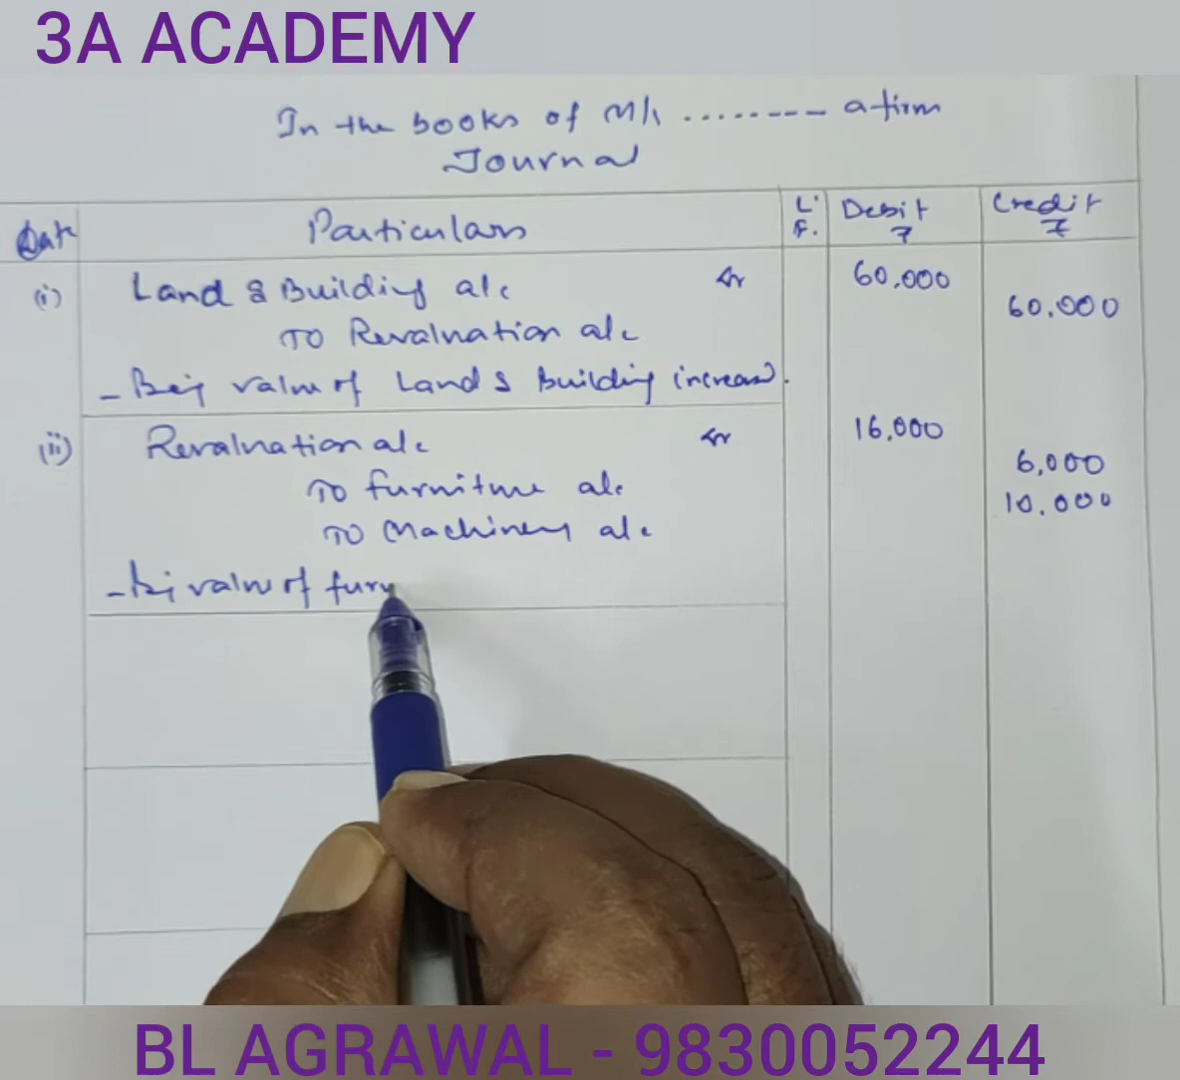 3A ACADEMY
In the books of M/s ........--- a firm
Journal
Date Particulars L. F. Debit ₹ Credit ₹
(i) Land & Building a/c Dr 60,000
To Revaluation a/c 60,000
- Being value of Land & Building increased.
(ii) Revaluation a/c Dr 16,000
To furniture a/c 6,000
To Machinery a/c 10,000
- Being value of furn
BL AGRAWAL - 9830052244